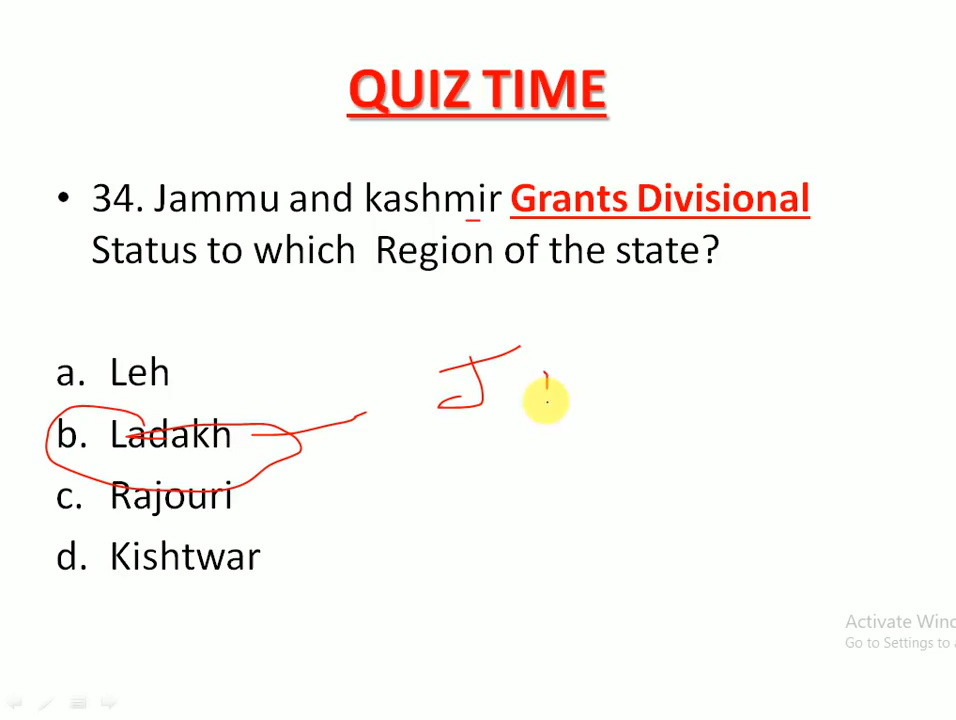 QUIZ TIME
• 34. Jammu and kashmir Grants Divisional
Status to which Region of the state?
a. Leh
b. Ladakh
c. Rajouri
d. Kishtwar
J
Activate Wind
Go to Settings to a